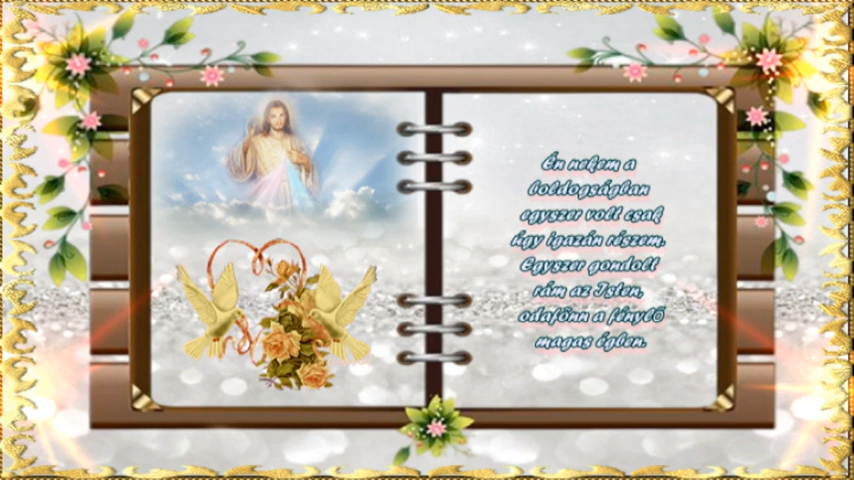 Én nekem a
boldogságban
egyszer volt csak
úgy igazán részem.
Egyszer gondolt
rám az Isten,
odafönn a fénylő
magas égben.